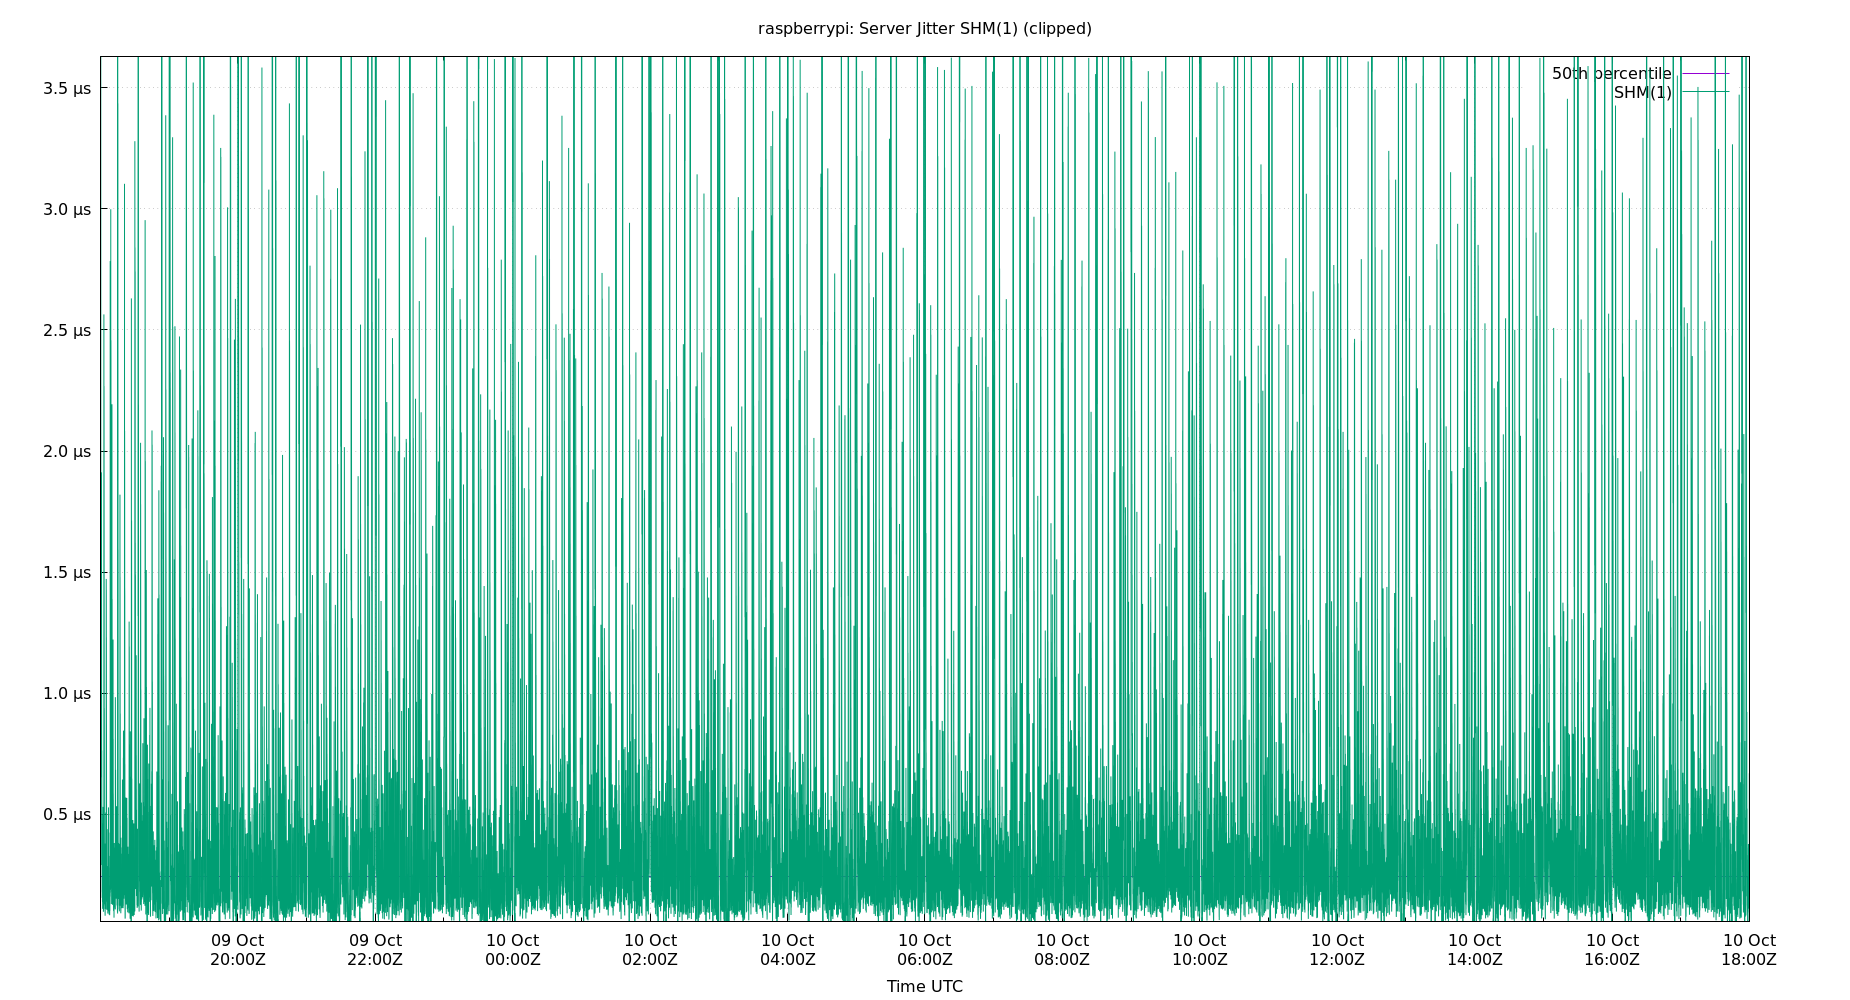 raspberrypi: Server Jitter SHM(1) (clipped)
50th percentile
SHM(1)
3.5 μs
3.0 μs
2.5 μs
2.0 μs
1.5 μs
1.0 μs
0.5 μs
09 Oct 09 Oct 10 Oct 10 Oct 10 Oct 10 Oct 10 Oct 10 Oct 10 Oct 10 Oct 10 Oct 10 Oct
20:00Z 22:00Z 00:00Z 02:00Z 04:00Z 06:00Z 08:00Z 10:00Z 12:00Z 14:00Z 16:00Z 18:00Z
Time UTC